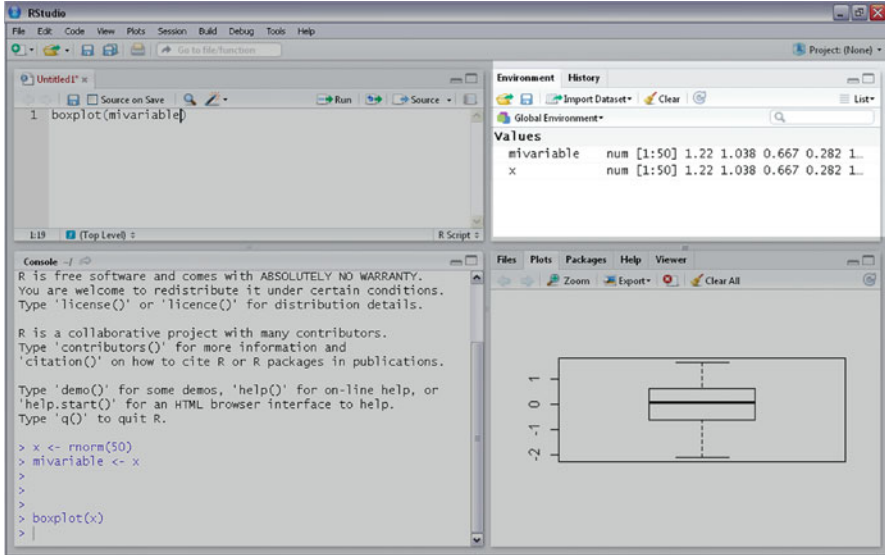 RStudio
File Edit Code View Plots Session Build Debug Tools Help
Go to file/function
Project: (None)
Untitled1*
Source on Save
Run
Source
1 boxplot(mivariable)
1:19 (Top Level) R Script
Console ~/
R is free software and comes with ABSOLUTELY NO WARRANTY.
You are welcome to redistribute it under certain conditions.
Type 'license()' or 'licence()' for distribution details.
R is a collaborative project with many contributors.
Type 'contributors()' for more information and
'citation()' on how to cite R or R packages in publications.
Type 'demo()' for some demos, 'help()' for on-line help, or
'help.start()' for an HTML browser interface to help.
Type 'q()' to quit R.
> x <- rnorm(50)
> mivariable <- x
>
>
>
> boxplot(x)
>
Environment History
Import Dataset Clear List
Global Environment
Values
mivariable num [1:50] 1.22 1.038 0.667 0.282 1…
x num [1:50] 1.22 1.038 0.667 0.282 1…
Files Plots Packages Help Viewer
Zoom Export Clear All
1
0
-1
-2